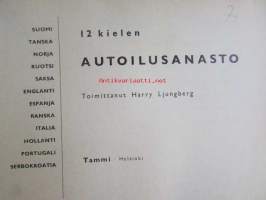 SUOMI
TANSKA
NORJA
RUOTSI
SAKSA
ENGLANTI
ESPANJA
RANSKA
ITALIA
HOLLANTI
PORTUGALI
SERBOKROATIA
12 kielen
AUTOILUSANASTO
Toimittanut Harry Ljungberg
Antikvariaatti.net
Tammi Helsinki